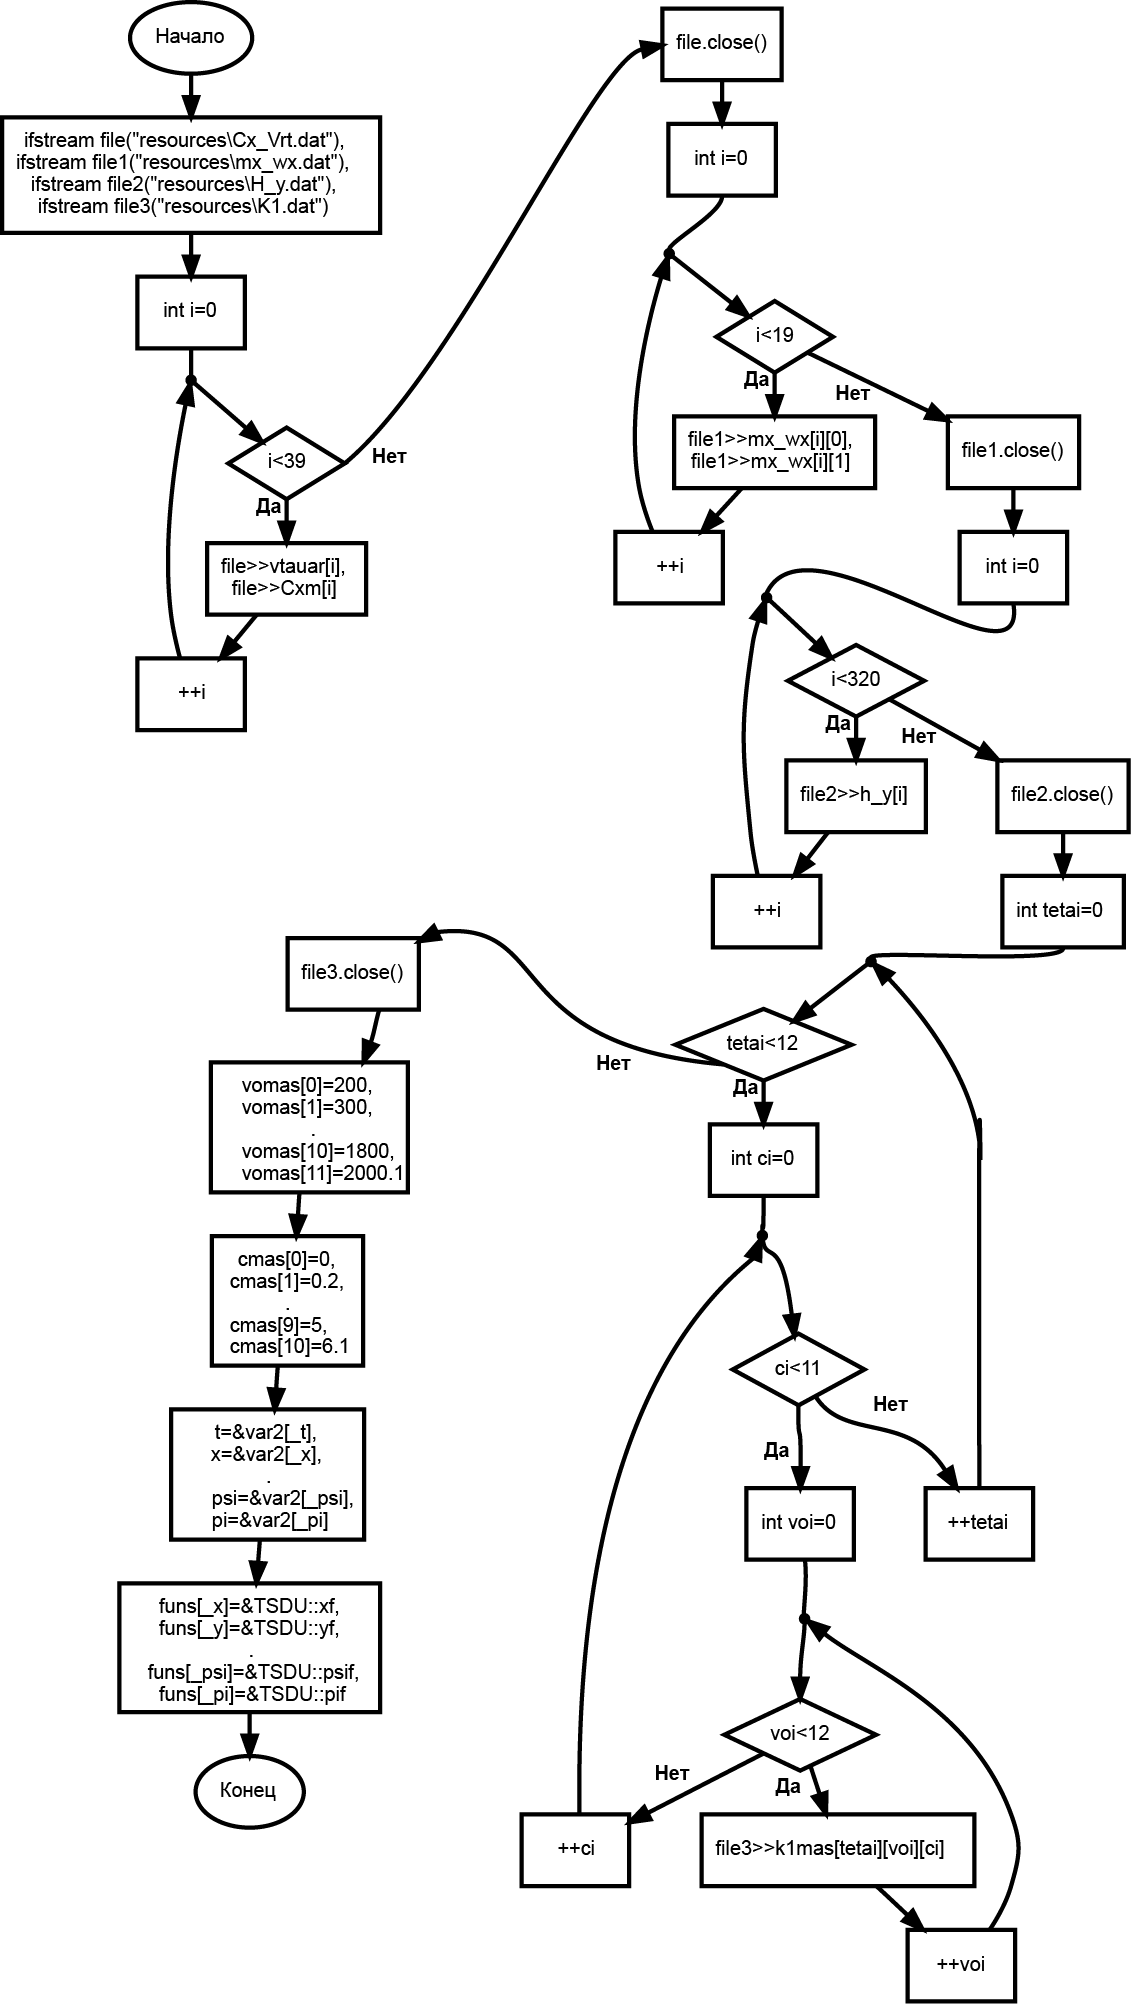 Начало
ifstream file("resources\Cx_Vrt.dat"),
ifstream file1("resources\mx_wx.dat"),
ifstream file2("resources\H_y.dat"),
ifstream file3("resources\K1.dat")
int i=0
i<39
Да
Нет
file>>vtauar[i],
file>>Cxm[i]
++i
file.close()
int i=0
i<19
Да
Нет
file1>>mx_wx[i][0],
file1>>mx_wx[i][1]
++i
file1.close()
int i=0
i<320
Да
Нет
file2>>h_y[i]
++i
file2.close()
int tetai=0
tetai<12
Да
Нет
int ci=0
ci<11
Да
Нет
int voi=0
++tetai
voi<12
Нет
Да
++ci
file3>>k1mas[tetai][voi][ci]
++voi
file3.close()
vomas[0]=200,
vomas[1]=300,
.
vomas[10]=1800,
vomas[11]=2000.1
cmas[0]=0,
cmas[1]=0.2,
.
cmas[9]=5,
cmas[10]=6.1
t=&var2[_t],
x=&var2[_x],
.
psi=&var2[_psi],
pi=&var2[_pi]
funs[_x]=&TSDU::xf,
funs[_y]=&TSDU::yf,
.
funs[_psi]=&TSDU::psif,
funs[_pi]=&TSDU::pif
Конец